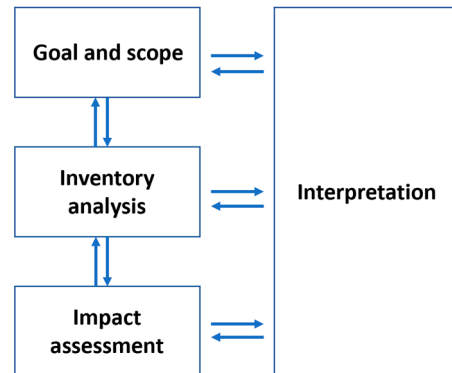 Goal and scope
Inventory
analysis
Interpretation
Impact
assessment